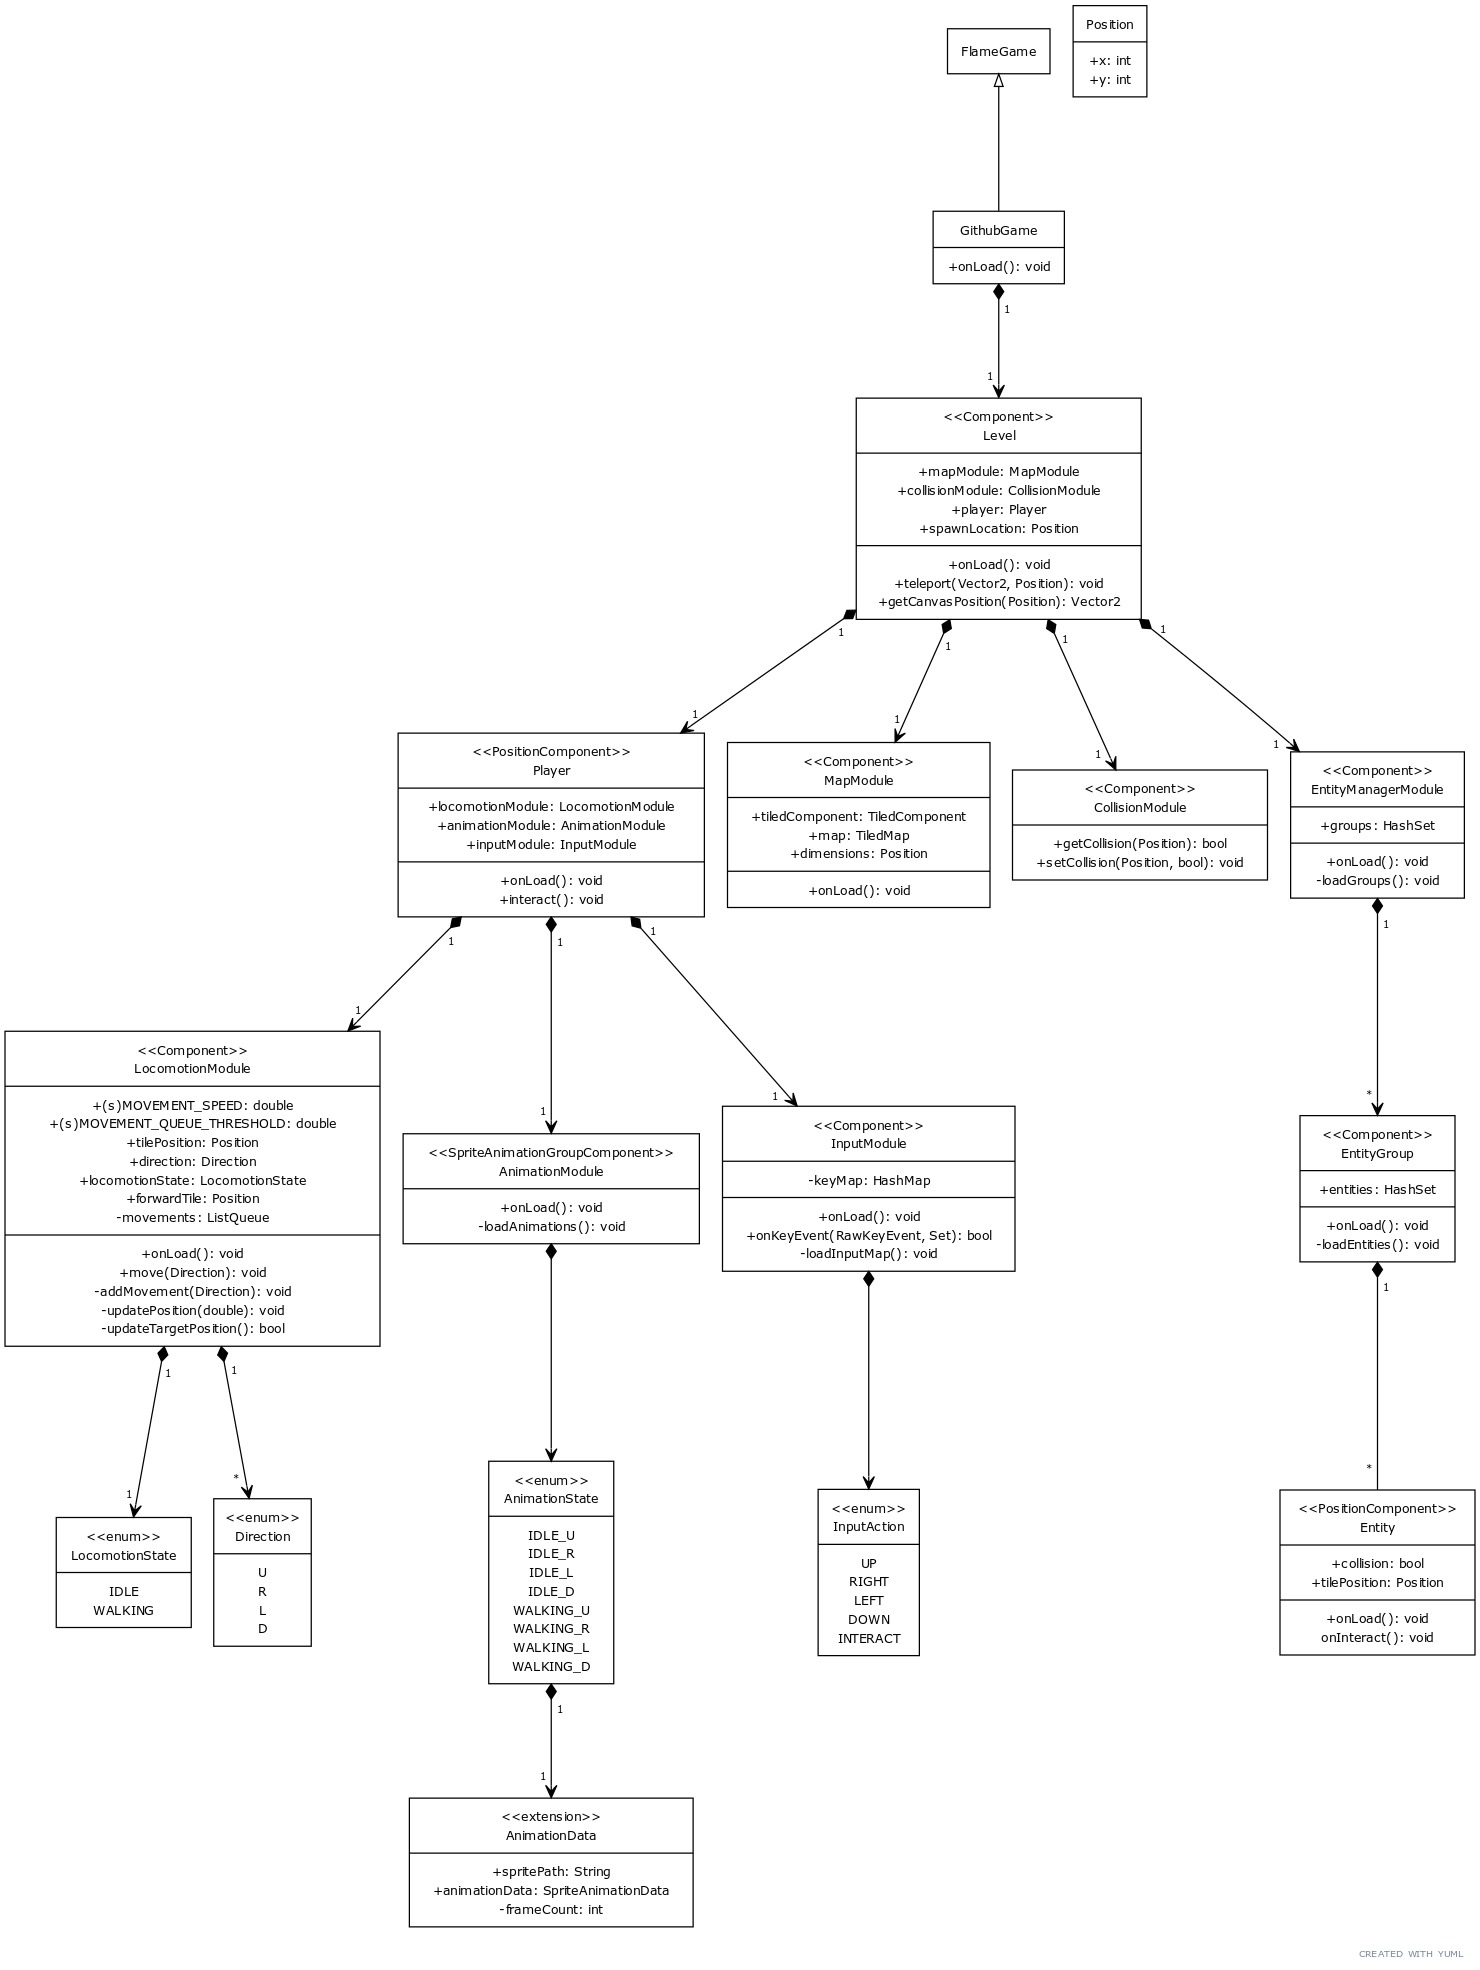 FlameGame
Position
+x: int
+y: int
GithubGame
+onLoad(): void
1
1
<<Component>>
Level
+mapModule: MapModule
+collisionModule: CollisionModule
+player: Player
+spawnLocation: Position
+onLoad(): void
+teleport(Vector2, Position): void
+getCanvasPosition(Position): Vector2
1
1
1
1
1
1
1
1
<<PositionComponent>>
Player
+locomotionModule: LocomotionModule
+animationModule: AnimationModule
+inputModule: InputModule
+onLoad(): void
+interact(): void
<<Component>>
MapModule
+tiledComponent: TiledComponent
+map: TiledMap
+dimensions: Position
+onLoad(): void
<<Component>>
CollisionModule
+getCollision(Position): bool
+setCollision(Position, bool): void
<<Component>>
EntityManagerModule
+groups: HashSet
+onLoad(): void
-loadGroups(): void
1
1
1
1
1
1
1
*
<<Component>>
LocomotionModule
+(s)MOVEMENT_SPEED: double
+(s)MOVEMENT_QUEUE_THRESHOLD: double
+tilePosition: Position
+direction: Direction
+locomotionState: LocomotionState
+forwardTile: Position
-movements: ListQueue
+onLoad(): void
+move(Direction): void
-addMovement(Direction): void
-updatePosition(double): void
-updateTargetPosition(): bool
<<SpriteAnimationGroupComponent>>
AnimationModule
+onLoad(): void
-loadAnimations(): void
<<Component>>
InputModule
-keyMap: HashMap
+onLoad(): void
+onKeyEvent(RawKeyEvent, Set): bool
-loadInputMap(): void
<<Component>>
EntityGroup
+entities: HashSet
+onLoad(): void
-loadEntities(): void
1
1
1
*
1
*
<<enum>>
LocomotionState
IDLE
WALKING
<<enum>>
Direction
U
R
L
D
<<enum>>
AnimationState
IDLE_U
IDLE_R
IDLE_L
IDLE_D
WALKING_U
WALKING_R
WALKING_L
WALKING_D
<<enum>>
InputAction
UP
RIGHT
LEFT
DOWN
INTERACT
<<PositionComponent>>
Entity
+collision: bool
+tilePosition: Position
+onLoad(): void
onInteract(): void
1
1
<<extension>>
AnimationData
+spritePath: String
+animationData: SpriteAnimationData
-frameCount: int
CREATED WITH YUML